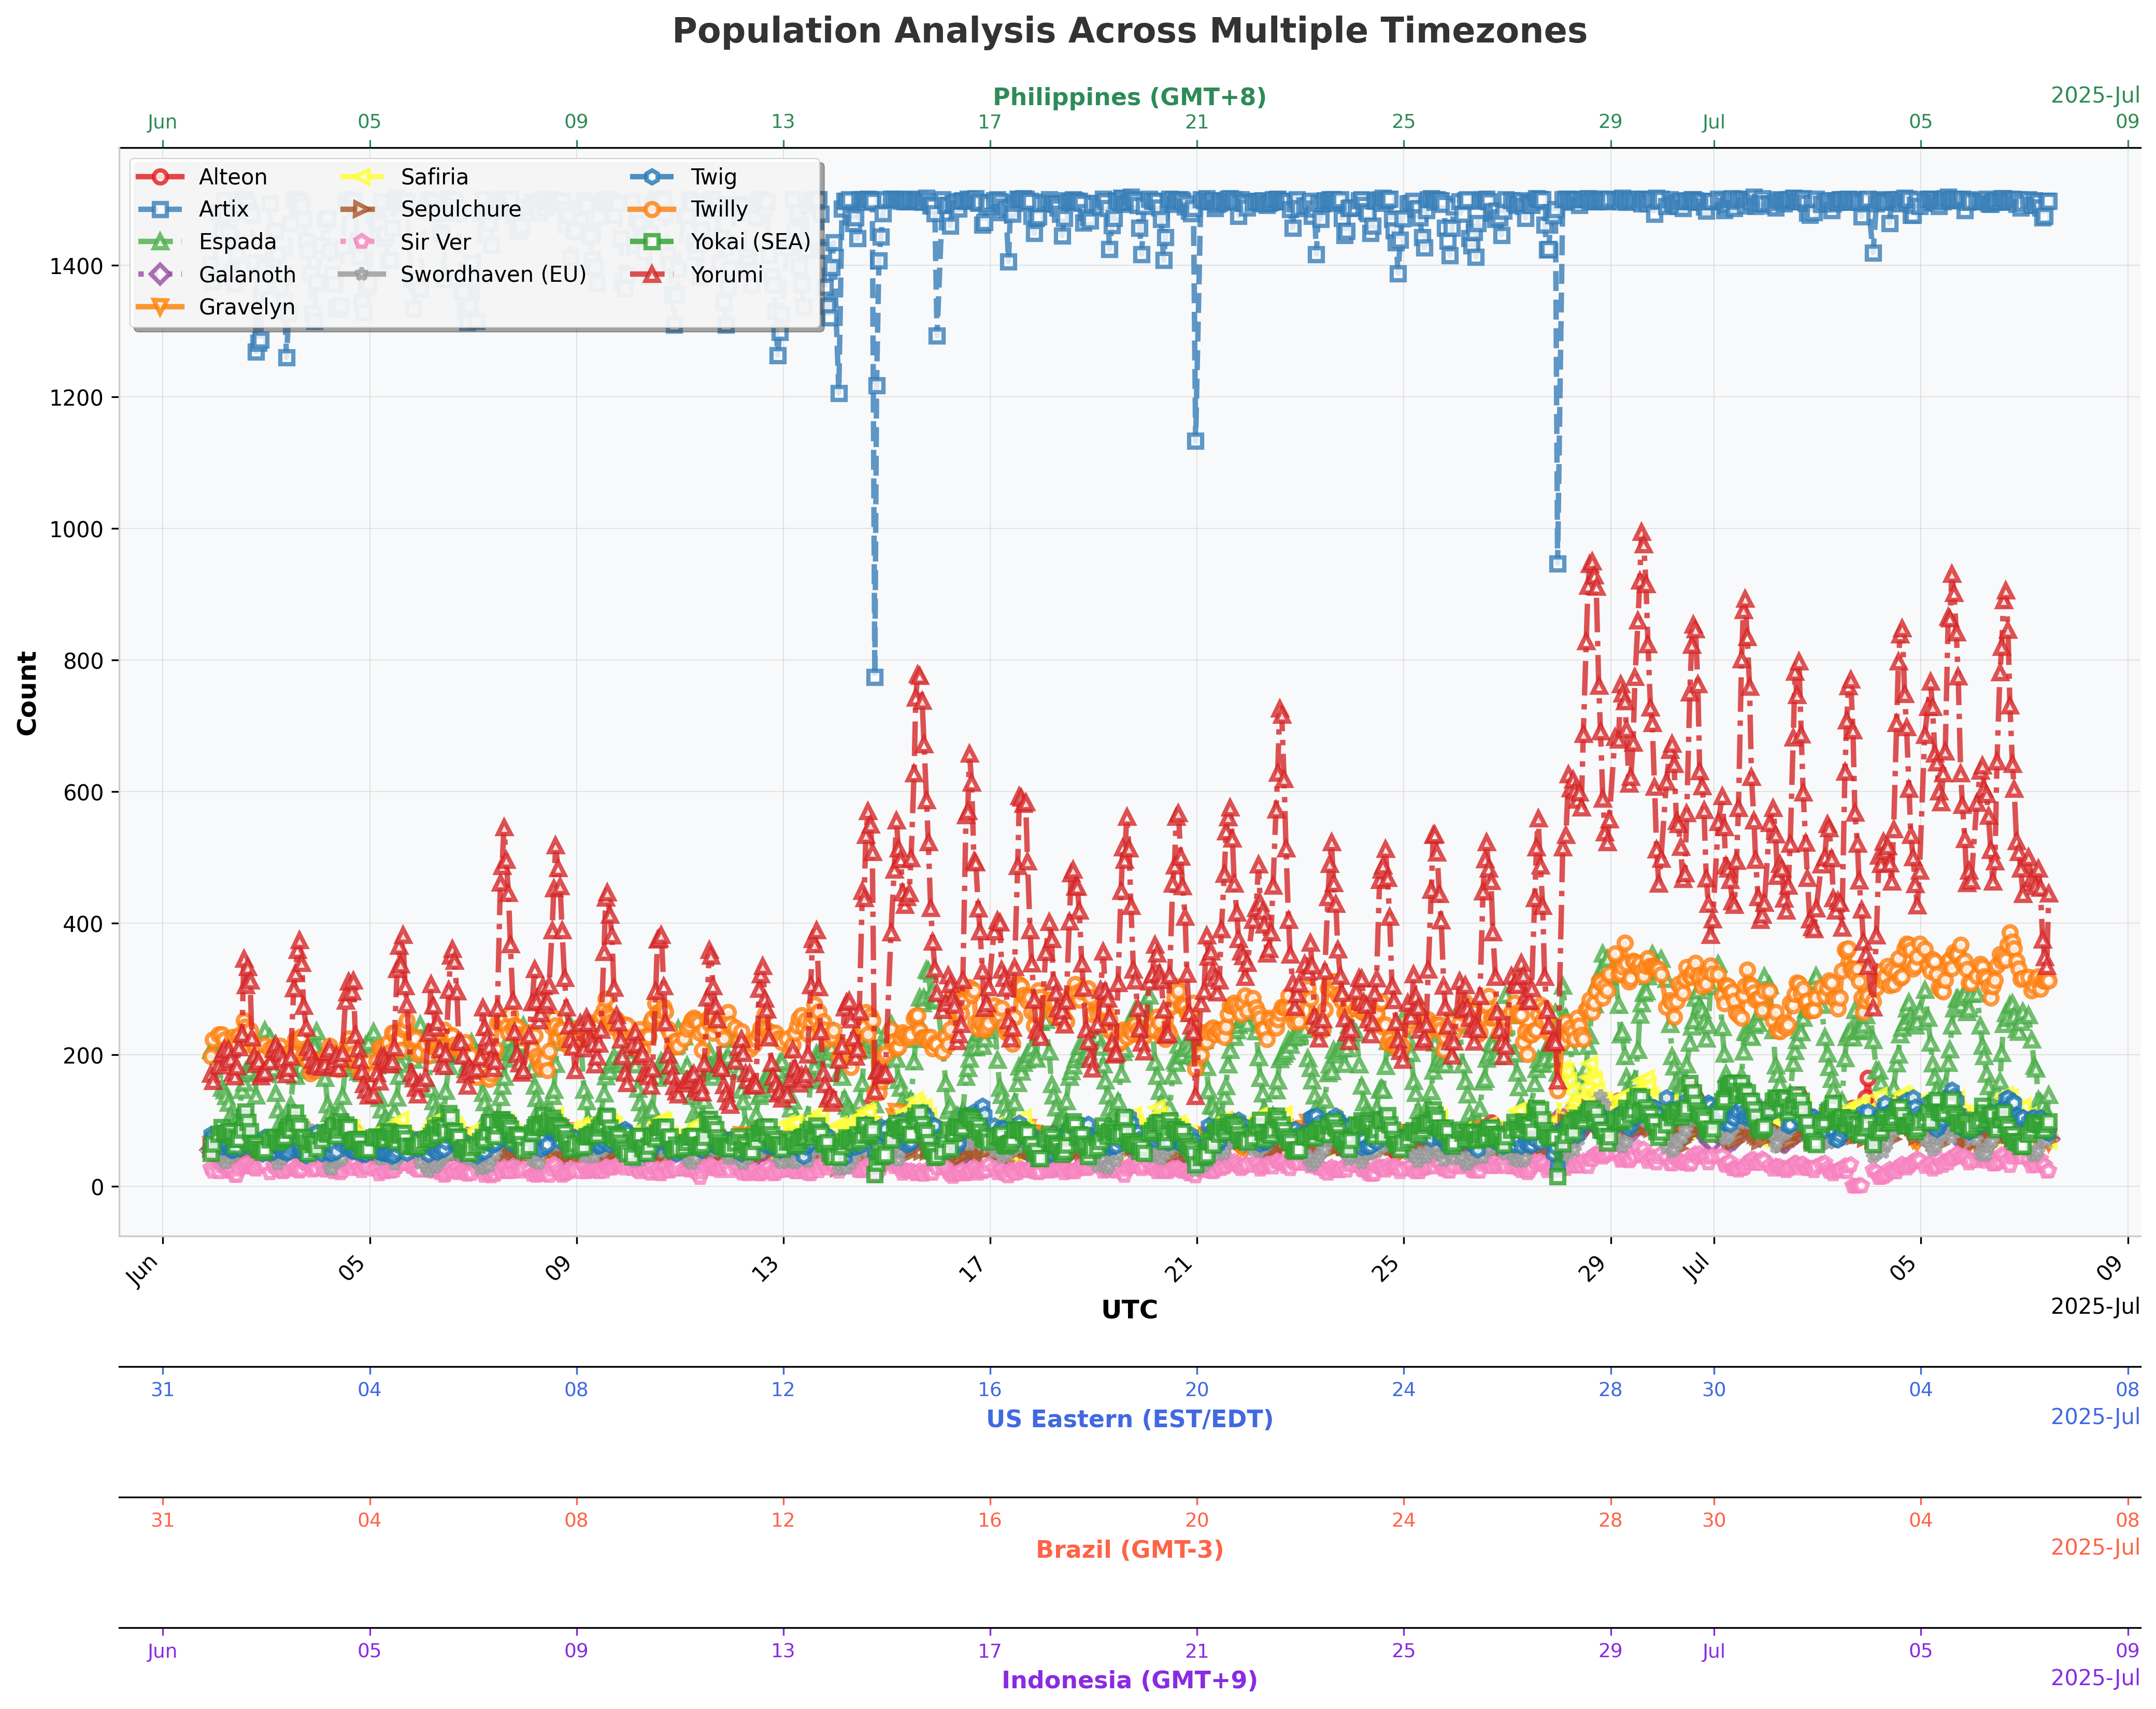 Population Analysis Across Multiple Timezones
Philippines (GMT+8)
2025-Jul
Jun 05 09 13 17 21 25 29 Jul 05 09
Alteon Safiria Twig
Artix Sepulchure Twilly
Espada Sir Ver Yokai (SEA)
Galanoth Swordhaven (EU) Yorumi
Gravelyn
Count
1400
1200
1000
800
600
400
200
0
Jun 05 09 13 17 21 25 29 Jul 05 09
UTC
2025-Jul
31 04 08 12 16 20 24 28 30 04 08
US Eastern (EST/EDT)
2025-Jul
31 04 08 12 16 20 24 28 30 04 08
Brazil (GMT-3)
2025-Jul
Jun 05 09 13 17 21 25 29 Jul 05 09
Indonesia (GMT+9)
2025-Jul